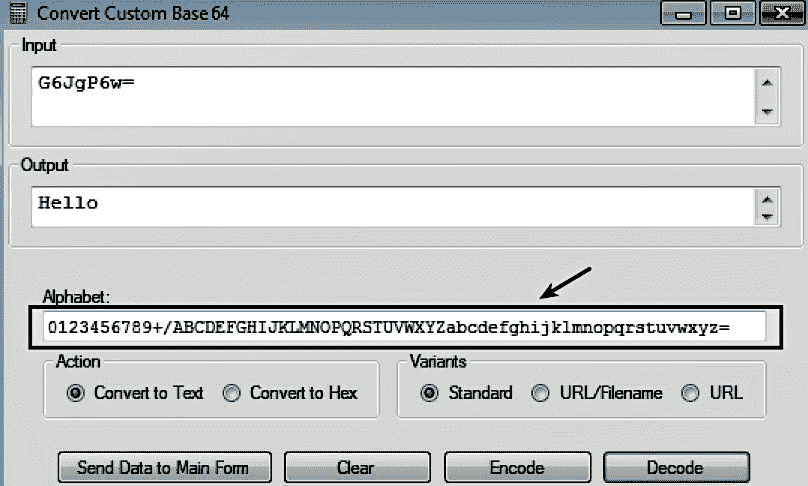 Convert Custom Base 64
Input
G6JgP6w=
Output
Hello
Alphabet:
0123456789+/ABCDEFGHIJKLMNOPQRSTUVWXYZabcdefghijklmnopqrstuvwxyz=
Action
Convert to Text Convert to Hex
Variants
Standard URL/Filename URL
Send Data to Main Form Clear Encode Decode